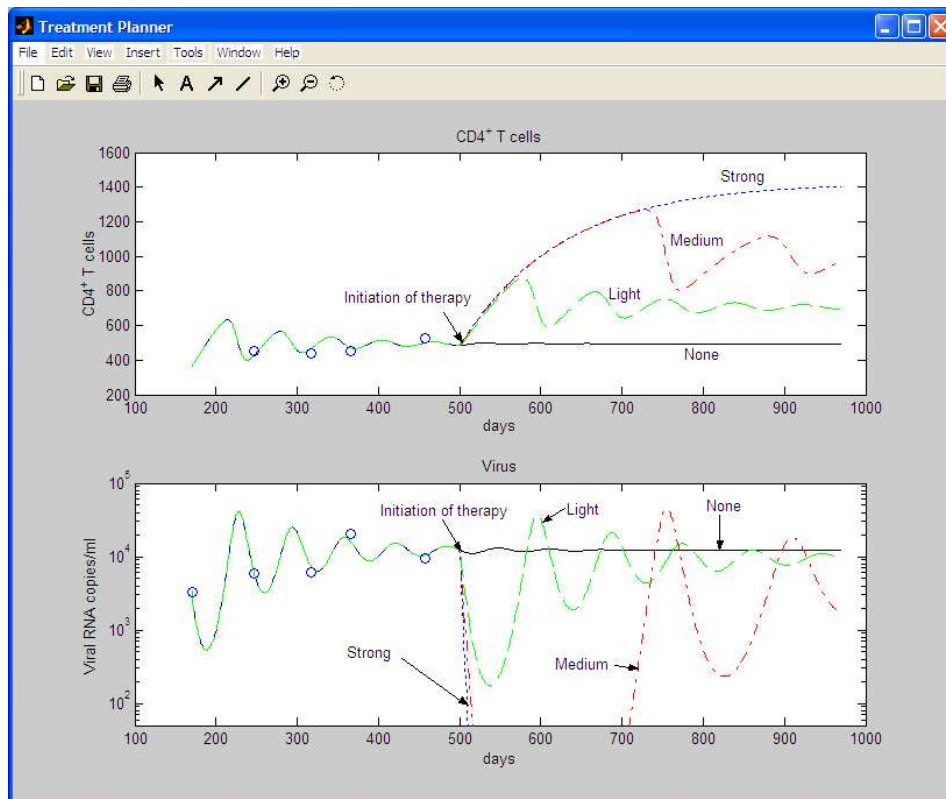 Treatment Planner
File Edit View Insert Tools Window Help
A
CD4+ T cells
1600
1400
1200
1000
800
600
400
200
CD4+ T cells
Strong
Medium
Initiation of therapy
Light
None
100 200 300 400 500 600 700 800 900 1000
days
Virus
10^5
10^4
10^3
10^2
Viral RNA copies/ml
Initiation of therapy
Light
None
Strong
Medium
100 200 300 400 500 600 700 800 900 1000
days